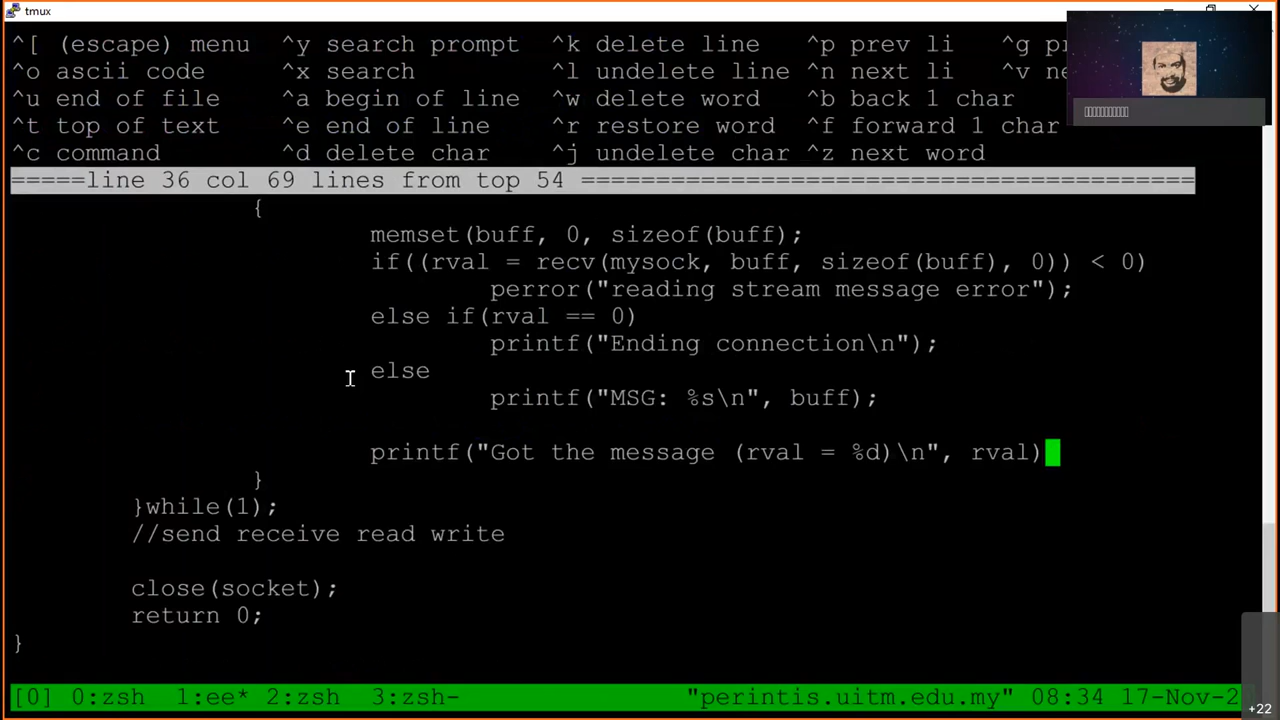 tmux
^[ (escape) menu ^y search prompt ^k delete line ^p prev li ^g
^o ascii code ^x search ^l undelete line ^n next li ^v
^u end of file ^a begin of line ^w delete word ^b back 1 char
^t top of text ^e end of line ^r restore word ^f forward 1 char
^c command ^d delete char ^j undelete char ^z next word
=====line 36 col 69 lines from top 54 =========================================
{
memset(buff, 0, sizeof(buff);
if((rval = recv(mysock, buff, sizeof(buff), 0)) < 0)
perror("reading stream message error");
else if(rval == 0)
printf("Ending connection\n");
else
printf("MSG: %s\n", buff);
printf("Got the message (rval = %d)\n", rval)
}
}while(1);
//send receive read write
close(socket);
return 0;
}
[0] 0:zsh 1:ee* 2:zsh 3:zsh- "perintis.uitm.edu.my" 08:34 17-Nov-2
+22